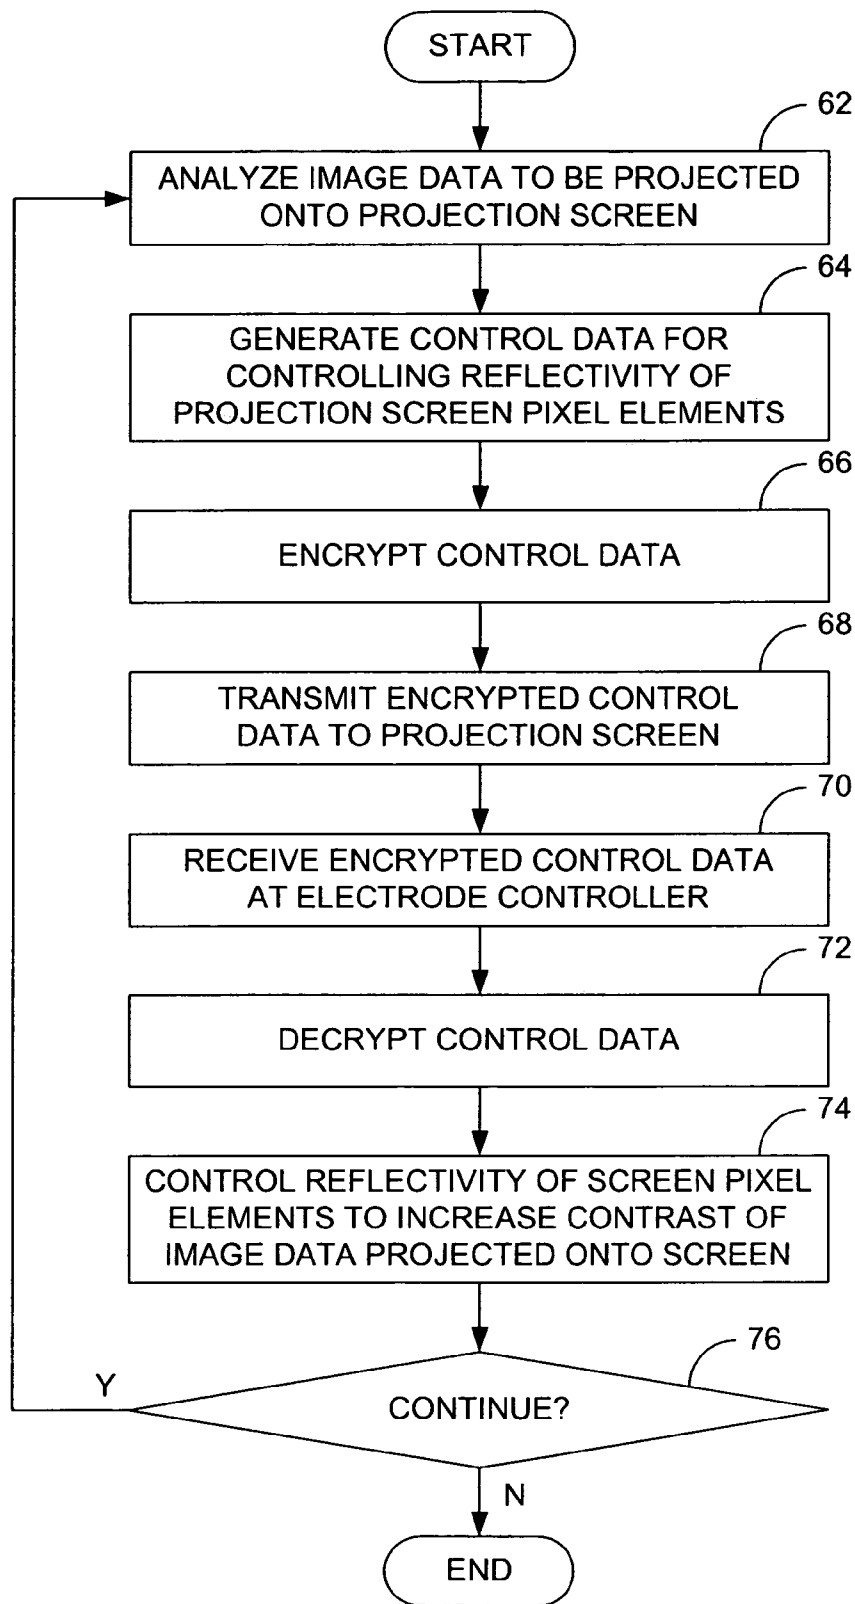 START
62
ANALYZE IMAGE DATA TO BE PROJECTED
ONTO PROJECTION SCREEN
64
GENERATE CONTROL DATA FOR
CONTROLLING REFLECTIVITY OF
PROJECTION SCREEN PIXEL ELEMENTS
66
ENCRYPT CONTROL DATA
68
TRANSMIT ENCRYPTED CONTROL
DATA TO PROJECTION SCREEN
70
RECEIVE ENCRYPTED CONTROL DATA
AT ELECTRODE CONTROLLER
72
DECRYPT CONTROL DATA
74
CONTROL REFLECTIVITY OF SCREEN PIXEL
ELEMENTS TO INCREASE CONTRAST OF
IMAGE DATA PROJECTED ONTO SCREEN
76
Y
CONTINUE?
N
END